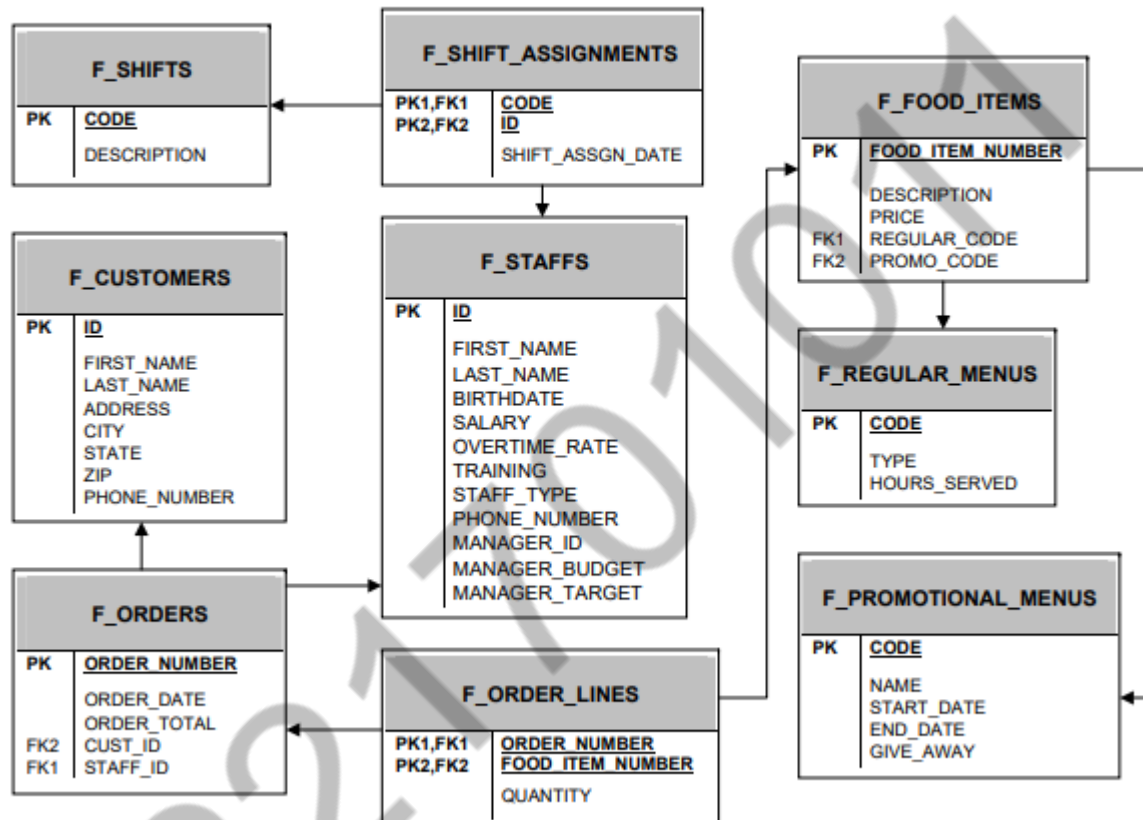 F_SHIFTS
PK CODE
DESCRIPTION
F_SHIFT_ASSIGNMENTS
PK1,FK1 CODE
PK2,FK2 ID
SHIFT_ASSGN_DATE
F_FOOD_ITEMS
PK FOOD_ITEM_NUMBER
DESCRIPTION
PRICE
FK1 REGULAR_CODE
FK2 PROMO_CODE
F_CUSTOMERS
PK ID
FIRST_NAME
LAST_NAME
ADDRESS
CITY
STATE
ZIP
PHONE_NUMBER
F_STAFFS
PK ID
FIRST_NAME
LAST_NAME
BIRTHDATE
SALARY
OVERTIME_RATE
TRAINING
STAFF_TYPE
PHONE_NUMBER
MANAGER_ID
MANAGER_BUDGET
MANAGER_TARGET
F_REGULAR_MENUS
PK CODE
TYPE
HOURS_SERVED
F_ORDERS
PK ORDER_NUMBER
ORDER_DATE
ORDER_TOTAL
FK2 CUST_ID
FK1 STAFF_ID
F_ORDER_LINES
PK1,FK1 ORDER_NUMBER
PK2,FK2 FOOD_ITEM_NUMBER
QUANTITY
F_PROMOTIONAL_MENUS
PK CODE
NAME
START_DATE
END_DATE
GIVE_AWAY